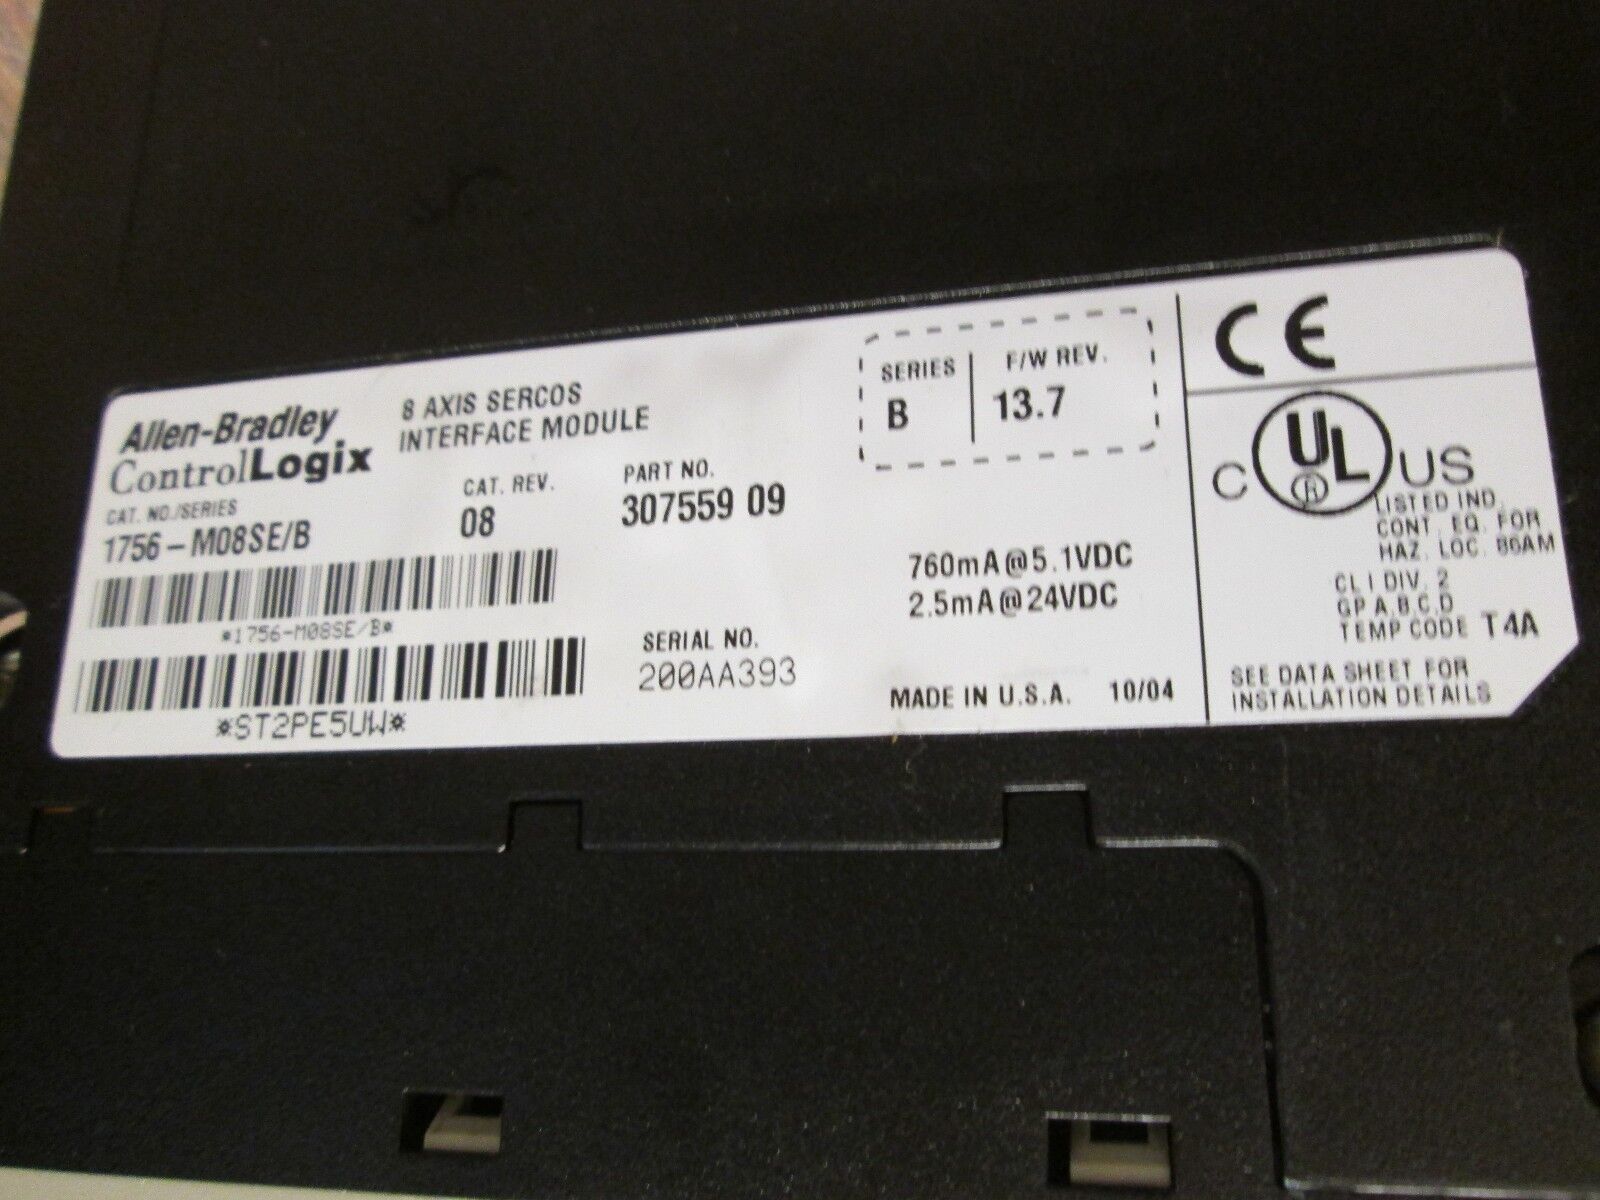 Allen-Bradley
ControlLogix
8 AXIS SERCOS
INTERFACE MODULE
CAT. NO./SERIES
1756-M08SE/B
CAT. REV.
08
PART NO.
307559 09
*1756-M08SE/B*
*ST2PE5UW*
SERIAL NO.
200AA393
SERIES
B
F/W REV.
13.7
760mA@5.1VDC
2.5mA@24VDC
MADE IN U.S.A. 10/04
CE
C UL US
®
LISTED IND.
CONT. EQ. FOR
HAZ. LOC. 86AM
CL I DIV. 2
GP A,B,C,D
TEMP CODE T4A
SEE DATA SHEET FOR
INSTALLATION DETAILS